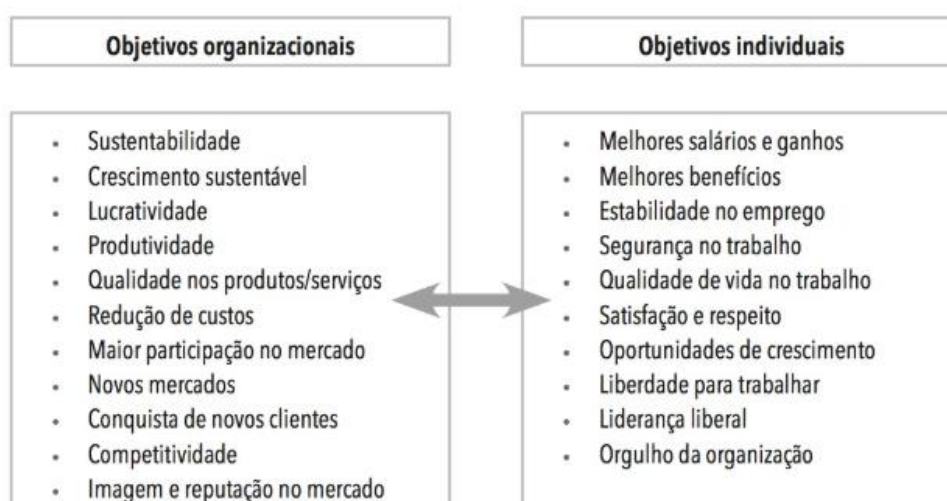 Objetivos organizacionais
Objetivos individuais
• Sustentabilidade
• Crescimento sustentável
• Lucratividade
• Produtividade
• Qualidade nos produtos/serviços
• Redução de custos
• Maior participação no mercado
• Novos mercados
• Conquista de novos clientes
• Competitividade
• Imagem e reputação no mercado
• Melhores salários e ganhos
• Melhores benefícios
• Estabilidade no emprego
• Segurança no trabalho
• Qualidade de vida no trabalho
• Satisfação e respeito
• Oportunidades de crescimento
• Liberdade para trabalhar
• Liderança liberal
• Orgulho da organização